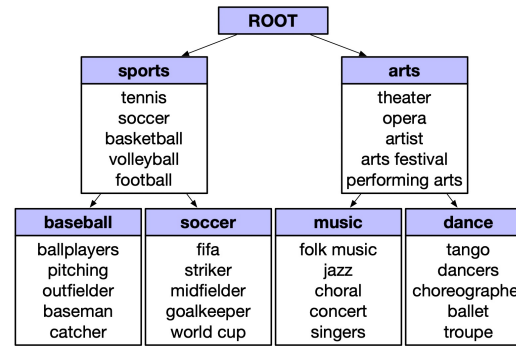 ROOT
sports
tennis
soccer
basketball
volleyball
football
arts
theater
opera
artist
arts festival
performing arts
baseball
ballplayers
pitching
outfielder
baseman
catcher
soccer
fifa
striker
midfielder
goalkeeper
world cup
music
folk music
jazz
choral
concert
singers
dance
tango
dancers
choreographe
ballet
troupe